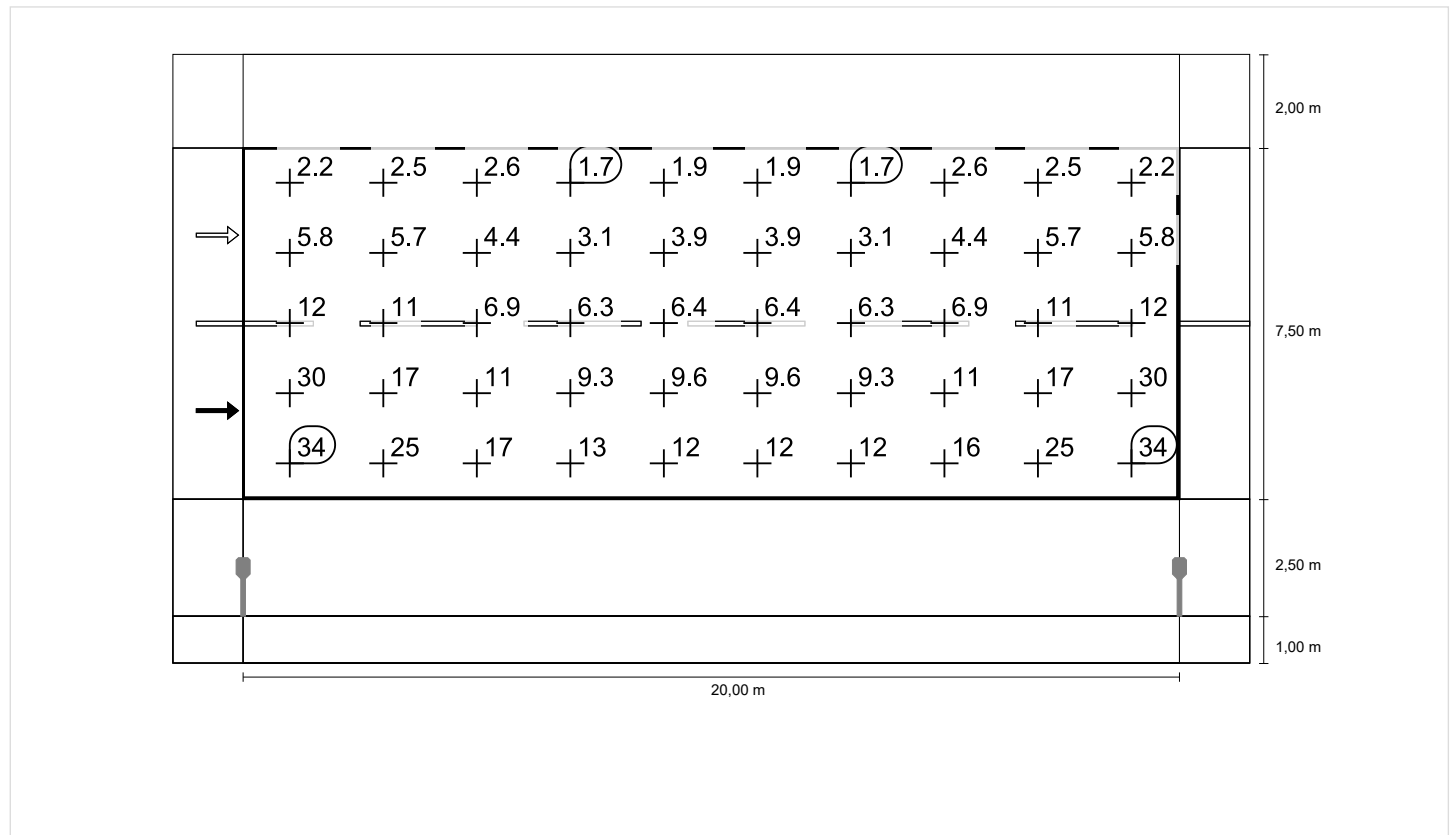 2,00 m
2.2 2.5 2.6 1.7 1.9 1.9 1.7 2.6 2.5 2.2
5.8 5.7 4.4 3.1 3.9 3.9 3.1 4.4 5.7 5.8
12 11 6.9 6.3 6.4 6.4 6.3 6.9 11 12
7,50 m
30 17 11 9.3 9.6 9.6 9.3 11 17 30
34 25 17 13 12 12 12 16 25 34
2,50 m
1,00 m
20,00 m